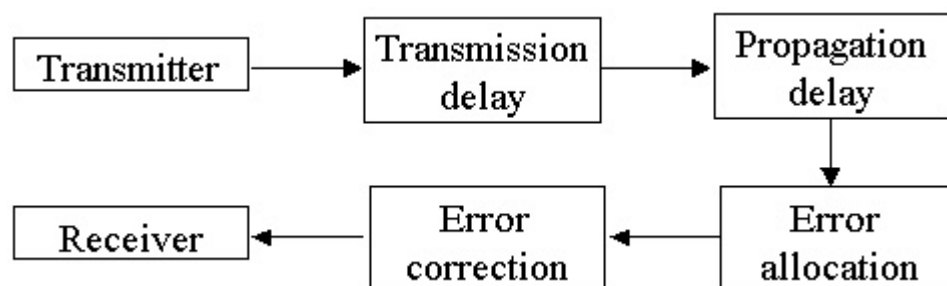 Transmitter
Transmission
delay
Propagation
delay
Receiver
Error
correction
Error
allocation